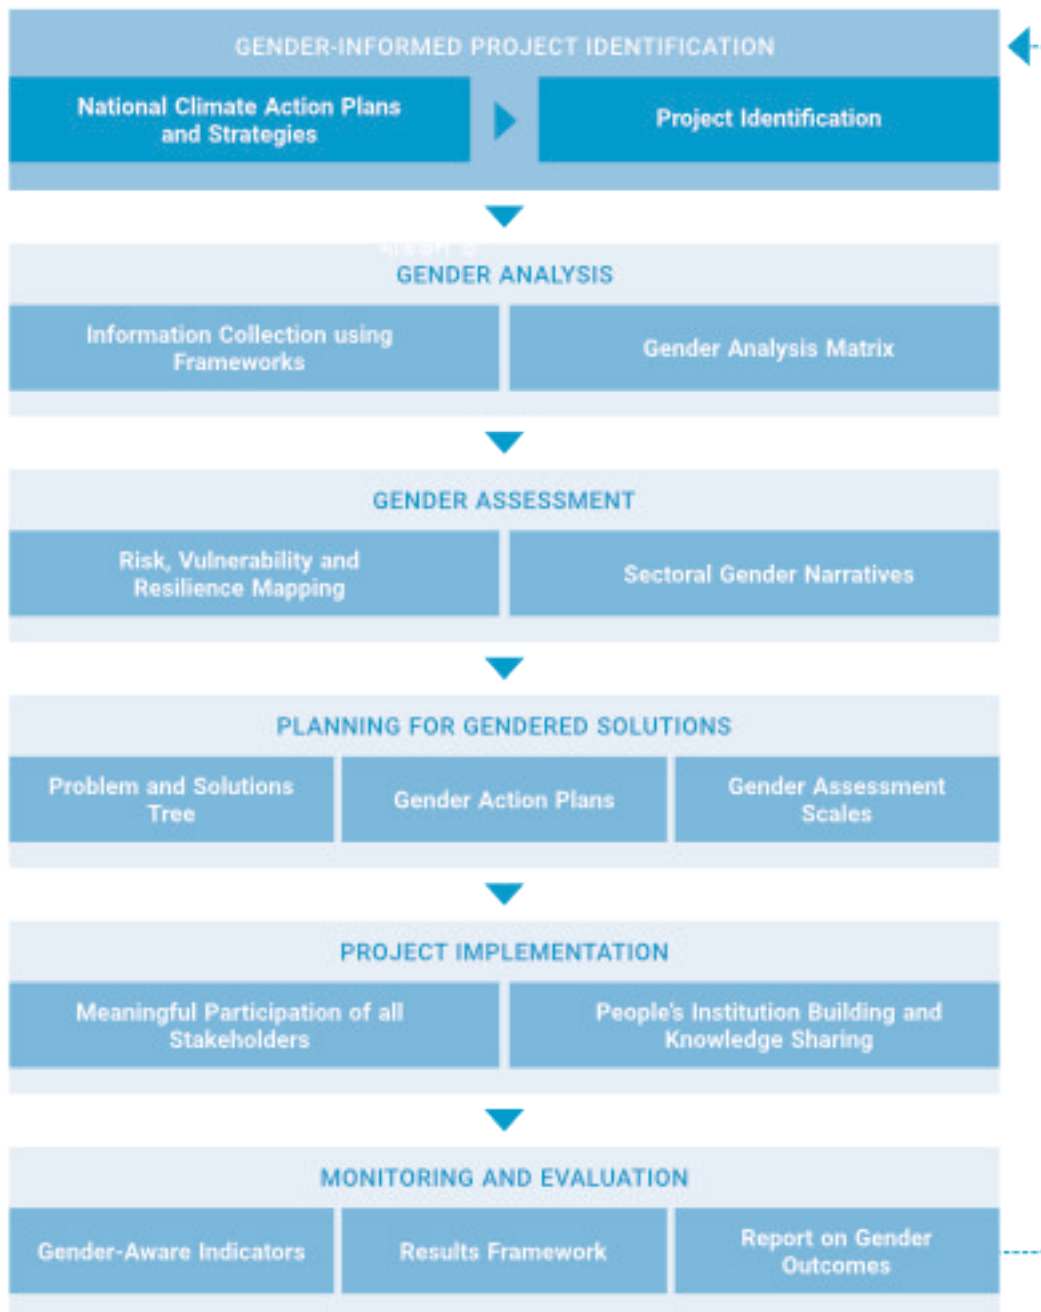 GENDER-INFORMED PROJECT IDENTIFICATION
National Climate Action Plans
and Strategies
Project Identification
GENDER ANALYSIS
Information Collection using
Frameworks
Gender Analysis Matrix
GENDER ASSESSMENT
Risk, Vulnerability and
Resilience Mapping
Sectoral Gender Narratives
PLANNING FOR GENDERED SOLUTIONS
Problem and Solutions
Tree
Gender Action Plans
Gender Assessment
Scales
PROJECT IMPLEMENTATION
Meaningful Participation of all
Stakeholders
People's Institution Building and
Knowledge Sharing
MONITORING AND EVALUATION
Gender-Aware Indicators
Results Framework
Report on Gender
Outcomes